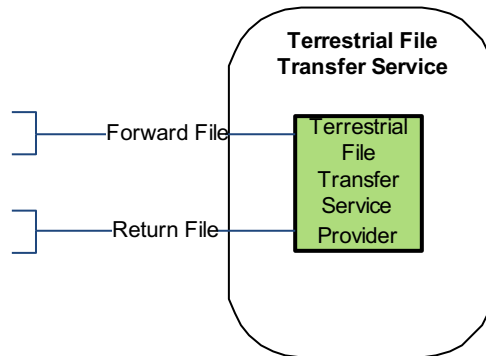 Terrestrial File
Transfer Service
Forward File
Terrestrial
File
Transfer
Service
Provider
Return File